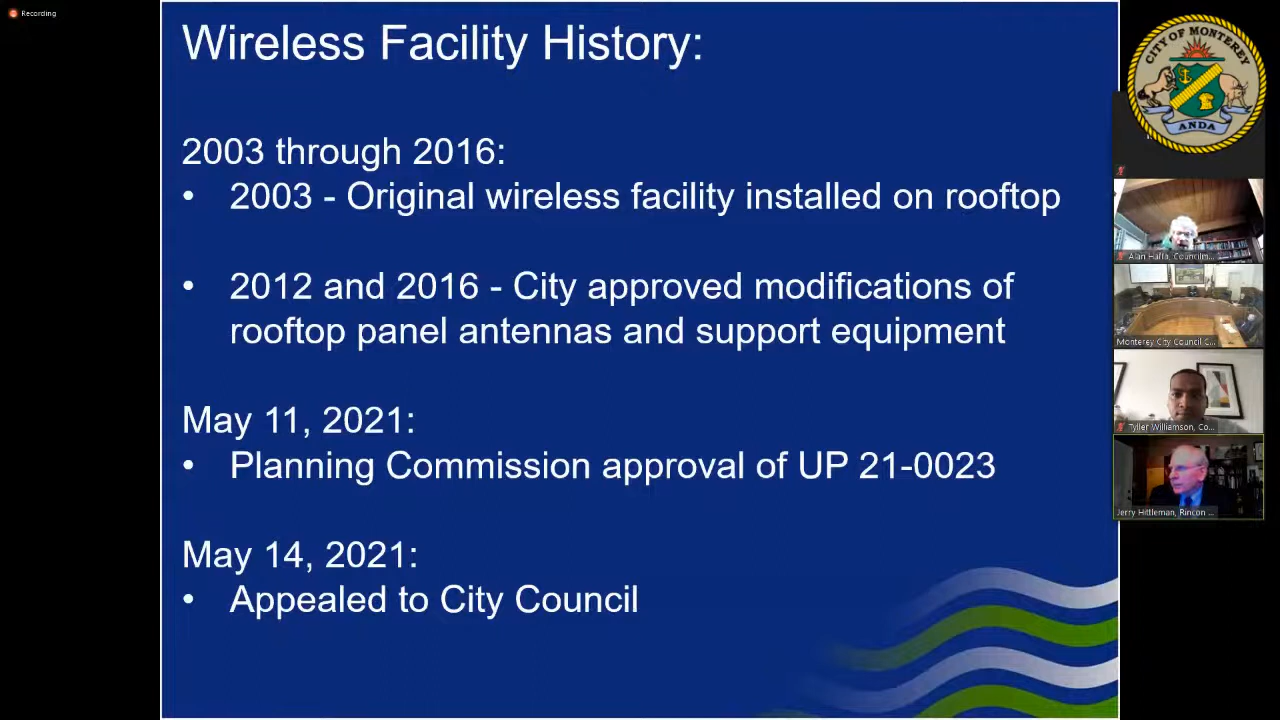 Recording
Wireless Facility History:
2003 through 2016:
• 2003 - Original wireless facility installed on rooftop
• 2012 and 2016 - City approved modifications of
rooftop panel antennas and support equipment
May 11, 2021:
• Planning Commission approval of UP 21-0023
May 14, 2021:
• Appealed to City Council
CITY OF MONTEREY
ANDA
Alan Haffa, Councilm...
Monterey City Council C...
Tyller Williamson, Co...
Jerry Hittleman, Rincon ...